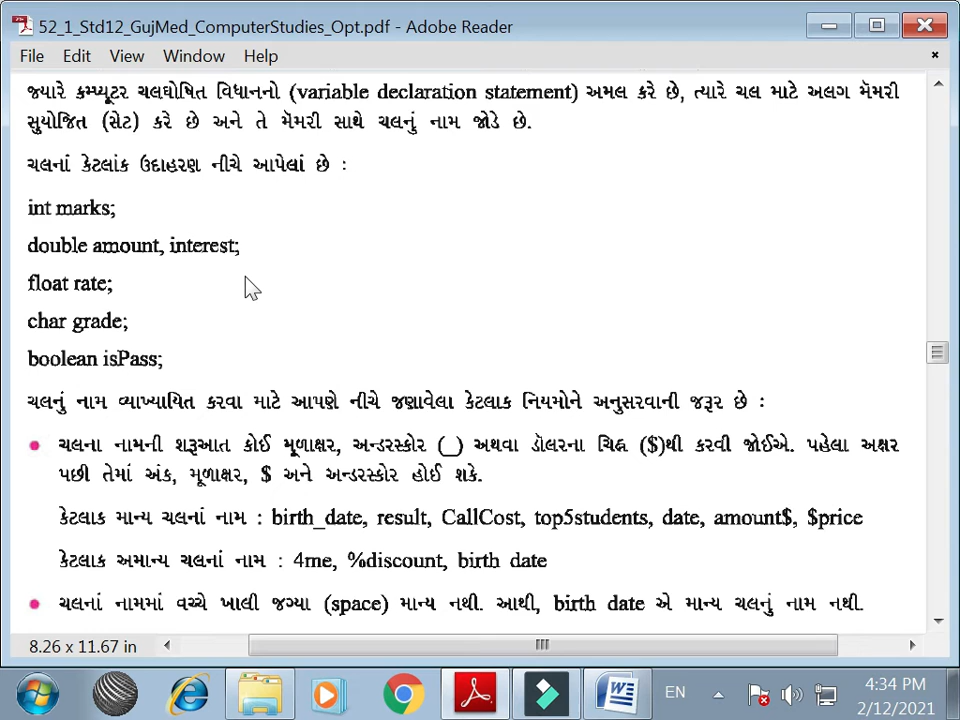 52_1_Std12_GujMed_ComputerStudies_Opt.pdf - Adobe Reader
File Edit View Window Help
જ્યારે કમ્પ્યૂટર ચલઘોષિત વિધાનનો (variable declaration statement) અમલ કરે છે, ત્યારે ચલ માટે અલગ મૅમરી
સુયોજિત (સેટ) કરે છે અને તે મૅમરી સાથે ચલનું નામ જોડે છે.
ચલનાં કેટલાંક ઉદાહરણ નીચે આપેલાં છે :
int marks;
double amount, interest;
float rate;
char grade;
boolean isPass;
ચલનું નામ વ્યાખ્યાયિત કરવા માટે આપણે નીચે જણાવેલા કેટલાક નિયમોને અનુસરવાની જરૂર છે :
● ચલના નામની શરૂઆત કોઈ મૂળાક્ષર, અન્ડરસ્કોર (_) અથવા ડૉલરના ચિહ્ન ($)થી કરવી જોઈએ. પહેલા અક્ષર
પછી તેમાં અંક, મૂળાક્ષર, $ અને અન્ડરસ્કોર હોઈ શકે.
કેટલાક માન્ય ચલનાં નામ : birth_date, result, CallCost, top5students, date, amount$, $price
કેટલાક અમાન્ય ચલનાં નામ : 4me, %discount, birth date
● ચલનાં નામમાં વચ્ચે ખાલી જગ્યા (space) માન્ય નથી. આથી, birth date એ માન્ય ચલનું નામ નથી.
8.26 x 11.67 in
EN
4:34 PM
2/12/2021